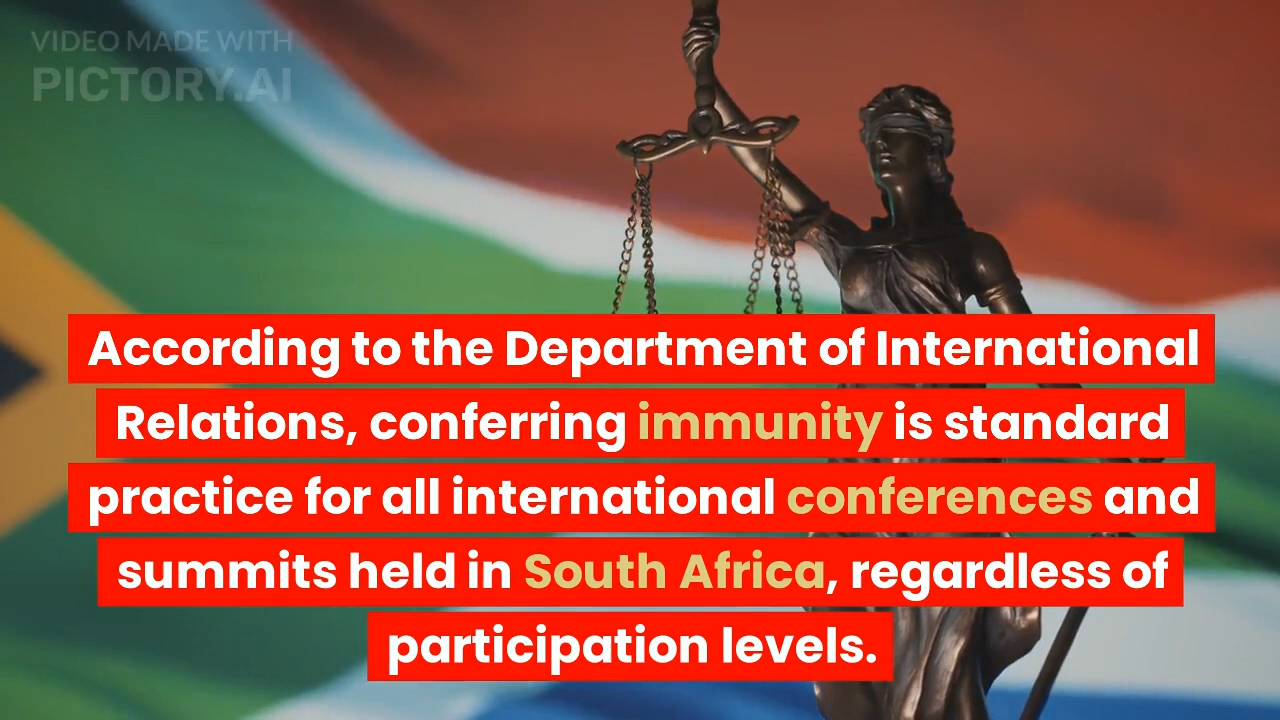 VIDEO MADE WITH
PICTORY.AI
According to the Department of International
Relations, conferring immunity is standard
practice for all international conferences and
summits held in South Africa, regardless of
participation levels.